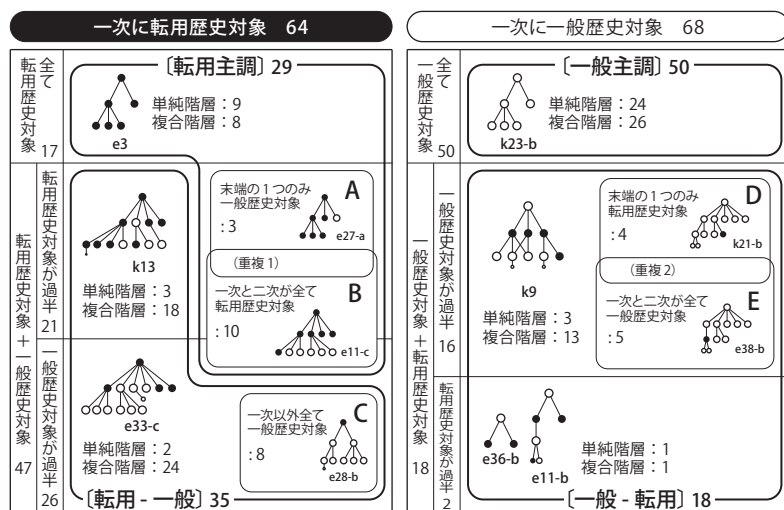 一次に転用歴史対象 64
全て転用歴史対象
17
〔転用主調〕29
単純階層：9
複合階層：8
e3
転用歴史対象＋一般歴史対象
47
転用歴史対象が過半
21
k13
単純階層：3
複合階層：18
末端の１つのみ
一般歴史対象
：3
A
e27-a
（重複１）
一次と二次が全て
転用歴史対象
：10
B
e11-c
一般歴史対象が過半
26
e33-c
単純階層：2
複合階層：24
一次以外全て
一般歴史対象
：8
C
e28-b
〔転用 - 一般〕35
一次に一般歴史対象 68
全て一般歴史対象
50
〔一般主調〕50
単純階層：24
複合階層：26
k23-b
一般歴史対象＋転用歴史対象
18
一般歴史対象が過半
16
k9
単純階層：3
複合階層：13
末端の１つのみ
転用歴史対象
：4
D
k21-b
（重複２）
一次と二次が全て
一般歴史対象
：5
E
e38-b
転用歴史対象が過半
2
e36-b
e11-b
単純階層：1
複合階層：1
〔一般 - 転用〕18